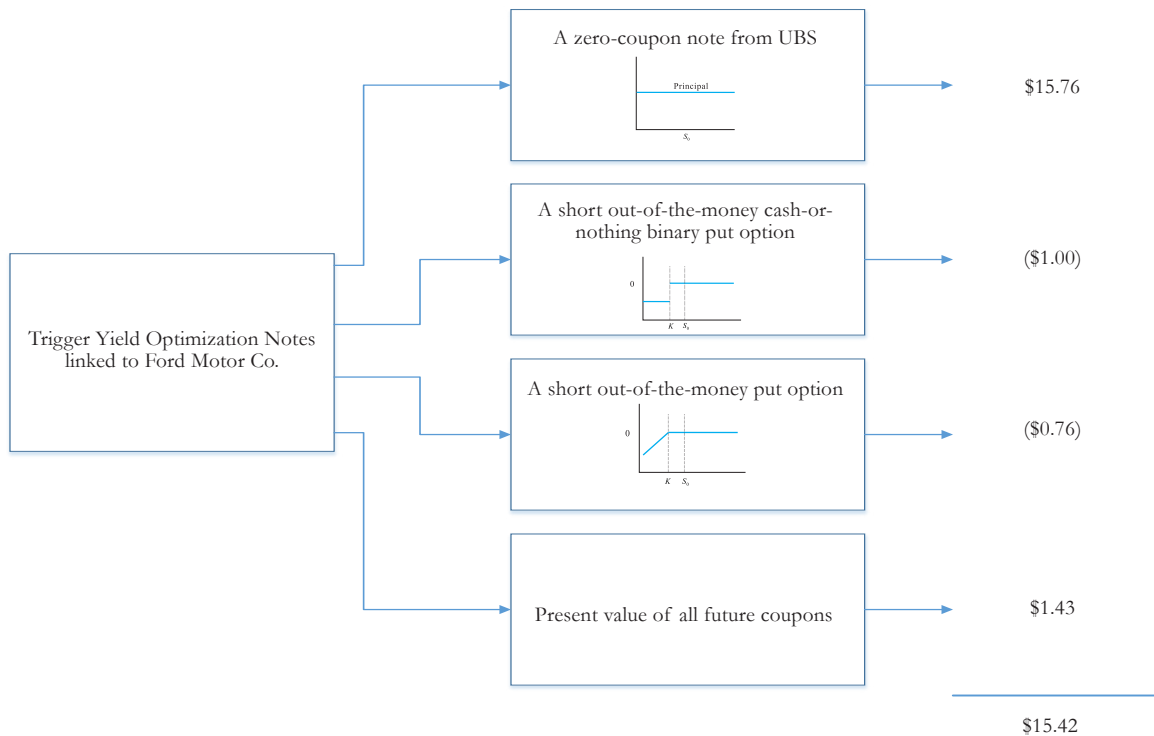 A zero-coupon note from UBS
Principal
S₀
$15.76
A short out-of-the-money cash-or-
nothing binary put option
0
K S₀
($1.00)
Trigger Yield Optimization Notes
linked to Ford Motor Co.
A short out-of-the-money put option
0
K S₀
($0.76)
Present value of all future coupons
$1.43
$15.42